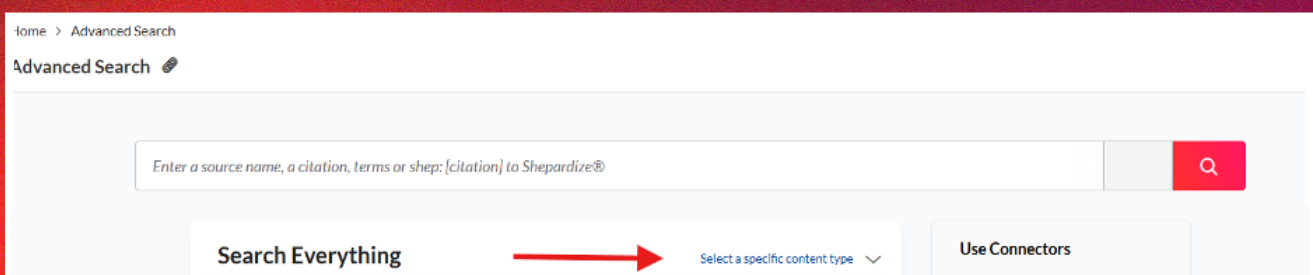 Home > Advanced Search
Advanced Search
Enter a source name, a citation, terms or shep: [citation] to Shepardize®
Search Everything
Select a specific content type
Use Connectors